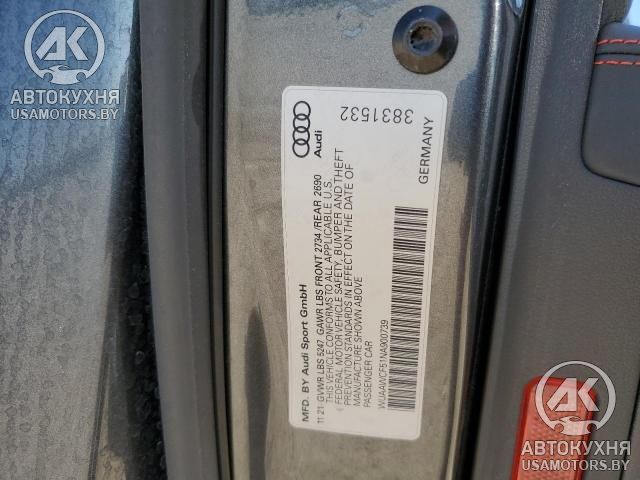 АВТОКУХНЯ
USAMOTORS.BY
MFD. BY Audi Sport GmbH
11 21 GVWR LBS 5247 GAWR LBS FRONT 2734 /REAR 2690
THIS VEHICLE CONFORMS TO ALL APPLICABLE U.S.
FEDERAL MOTOR VEHICLE SAFETY, BUMPER AND THEFT
PREVENTION STANDARDS IN EFFECT ON THE DATE OF
MANUFACTURE SHOWN ABOVE
PASSENGER CAR
WUAAWCF51NA900739
Audi
3831532
GERMANY
АВТОКУХНЯ
USAMOTORS.BY